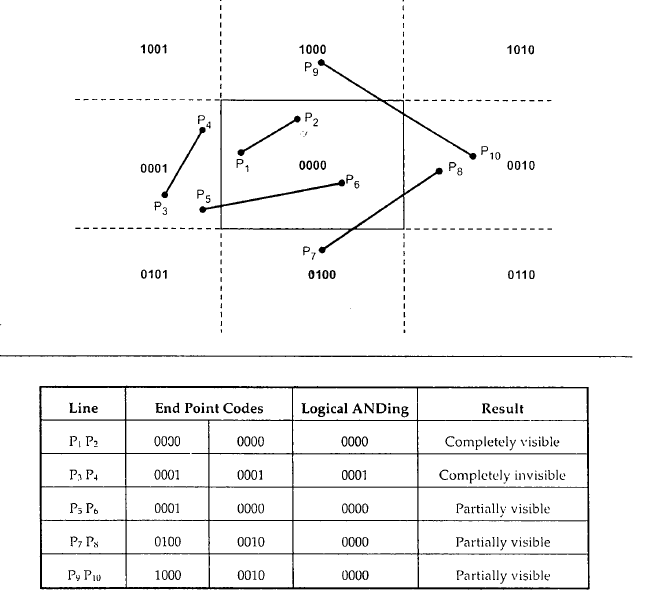 1001 1000 1010
P9
P4
P2
P1
P10
0001 0000 0010
P8
P6
P5
P3
P7
0101 0100 0110
Line End Point Codes Logical ANDing Result
P1 P2 0000 0000 0000 Completely visible
P3 P4 0001 0001 0001 Completely invisible
P5 P6 0001 0000 0000 Partially visible
P7 P8 0100 0010 0000 Partially visible
P9 P10 1000 0010 0000 Partially visible